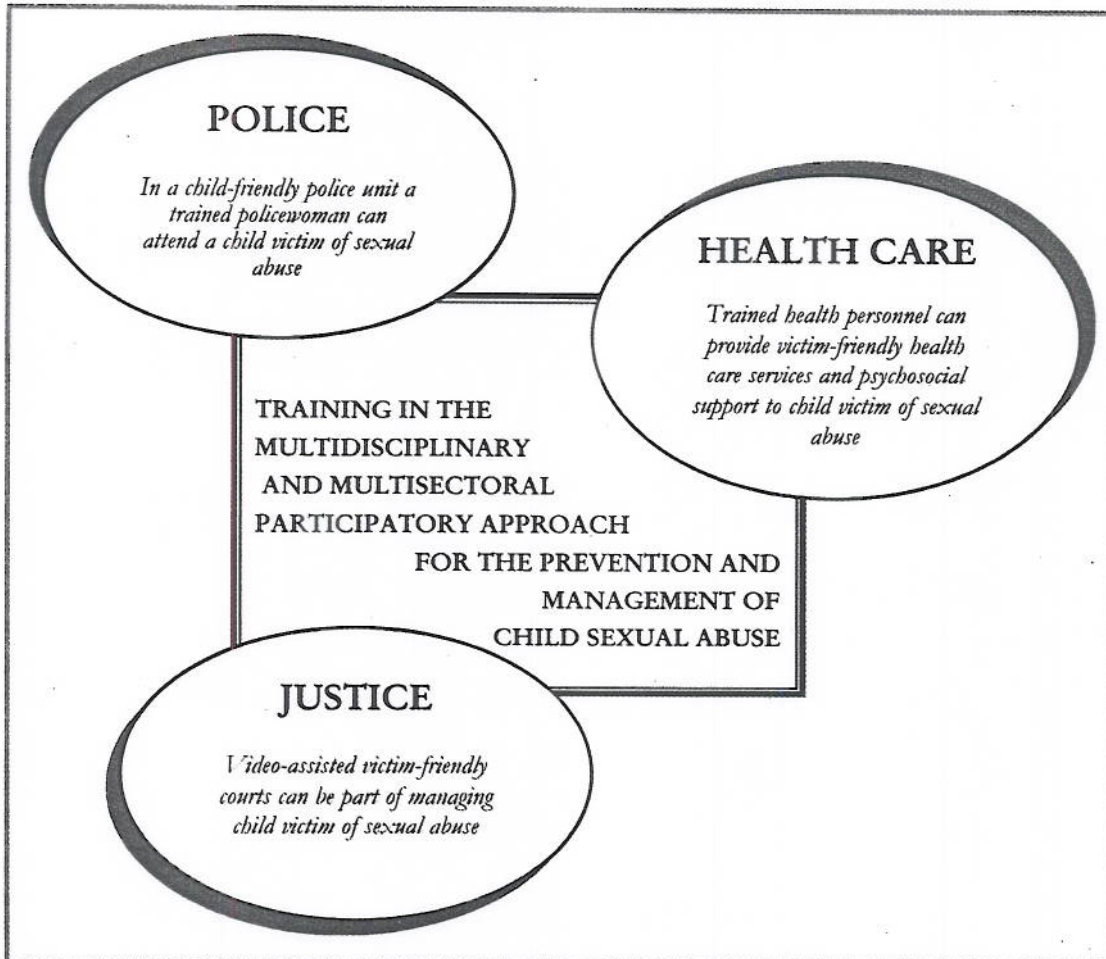 POLICE
In a child-friendly police unit a
trained policewoman can
attend a child victim of sexual
abuse
HEALTH CARE
Trained health personnel can
provide victim-friendly health
care services and psychosocial
support to child victim of sexual
abuse
TRAINING IN THE
MULTIDISCIPLINARY
AND MULTISECTORAL
PARTICIPATORY APPROACH
FOR THE PREVENTION AND
MANAGEMENT OF
CHILD SEXUAL ABUSE
JUSTICE
Video-assisted victim-friendly
courts can be part of managing
child victim of sexual abuse